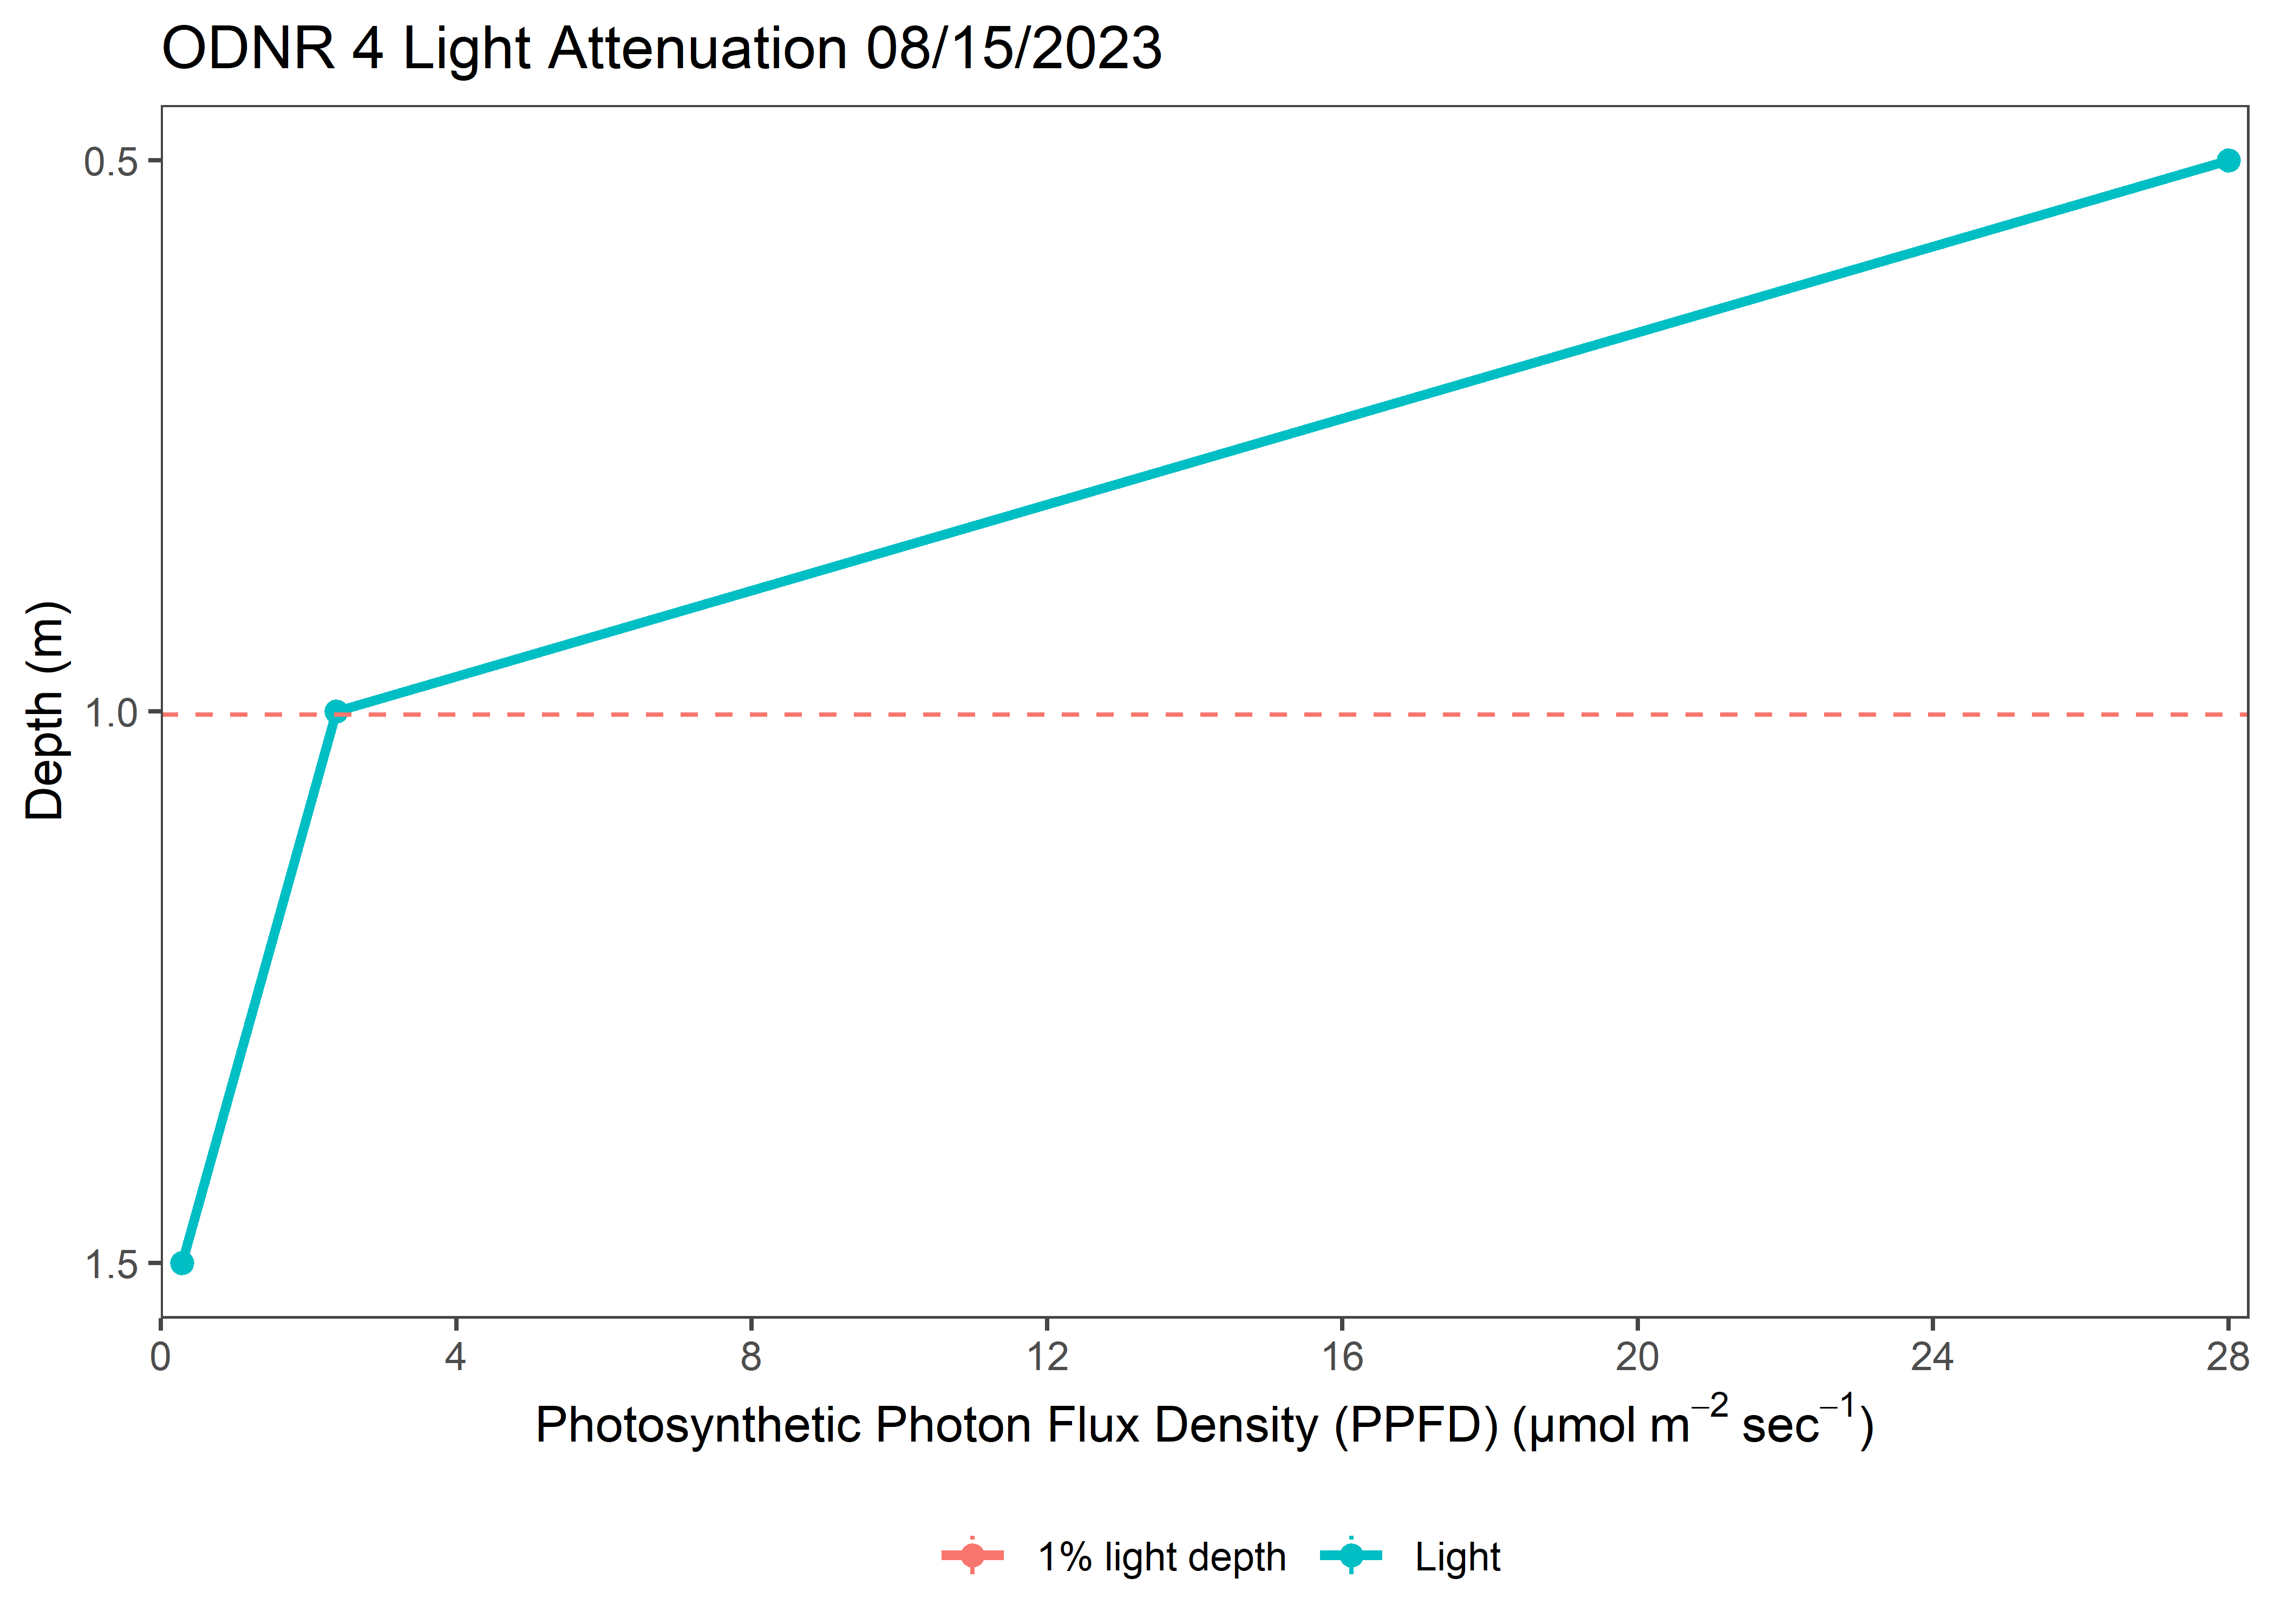 ODNR 4 Light Attenuation 08/15/2023
Depth (m)
0.5
1.0
1.5
0 4 8 12 16 20 24 28
Photosynthetic Photon Flux Density (PPFD) (μmol m⁻² sec⁻¹)
1% light depth Light